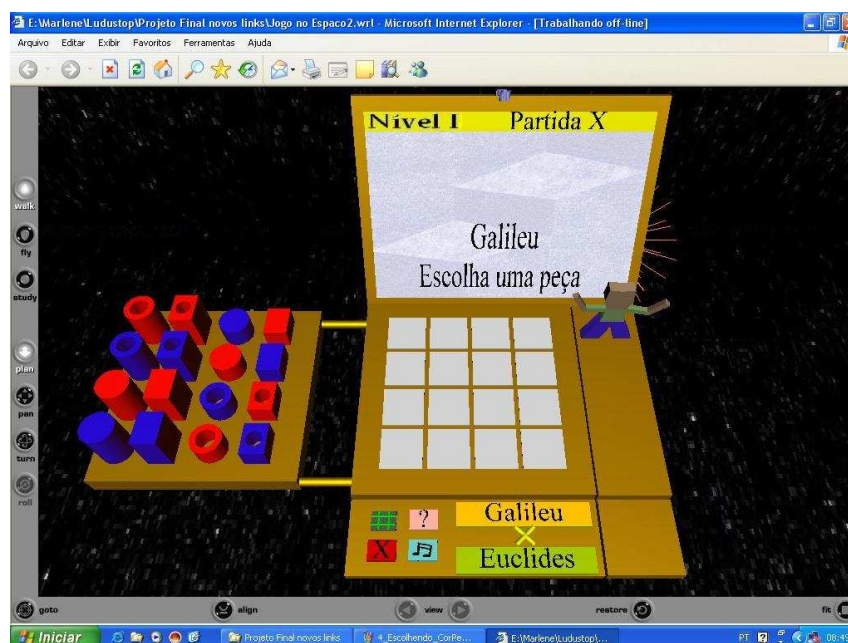 E:\Marlene\Ludustop\Projeto Final novos links\Jogo no Espaco2.wrl - Microsoft Internet Explorer - [Trabalhando off-line]
Arquivo Editar Exibir Favoritos Ferramentas Ajuda
Nível I Partida X
Galileu
Escolha uma peça
walk
fly
study
plan
pan
turn
roll
?
X
Galileu
X
Euclides
goto align view restore fit
Iniciar Projeto Final novos links 4_Escolhendo_CorPe... E:\Marlene\Ludustop\... PT 08:49